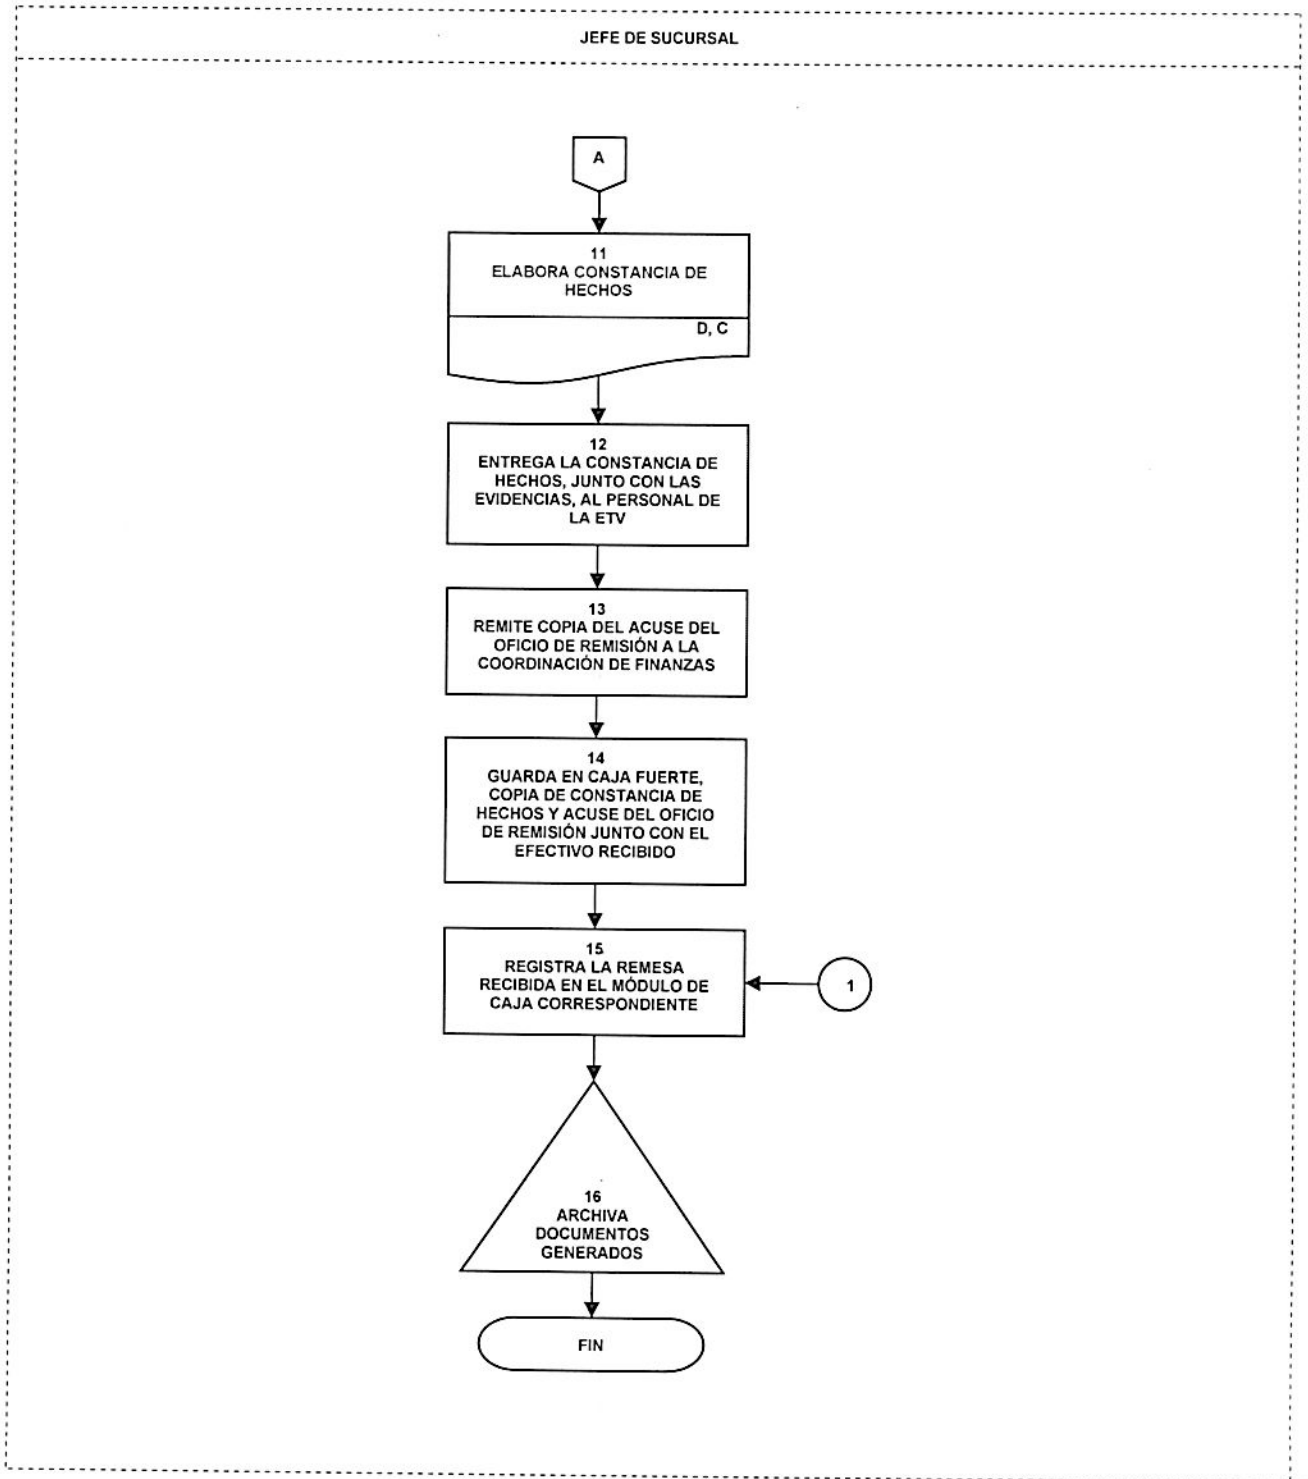 JEFE DE SUCURSAL
A
11
ELABORA CONSTANCIA DE
HECHOS
D, C
12
ENTREGA LA CONSTANCIA DE
HECHOS, JUNTO CON LAS
EVIDENCIAS, AL PERSONAL DE
LA ETV
13
REMITE COPIA DEL ACUSE DEL
OFICIO DE REMISIÓN A LA
COORDINACIÓN DE FINANZAS
14
GUARDA EN CAJA FUERTE,
COPIA DE CONSTANCIA DE
HECHOS Y ACUSE DEL OFICIO
DE REMISIÓN JUNTO CON EL
EFECTIVO RECIBIDO
15
REGISTRA LA REMESA
RECIBIDA EN EL MÓDULO DE
CAJA CORRESPONDIENTE
1
16
ARCHIVA
DOCUMENTOS
GENERADOS
FIN